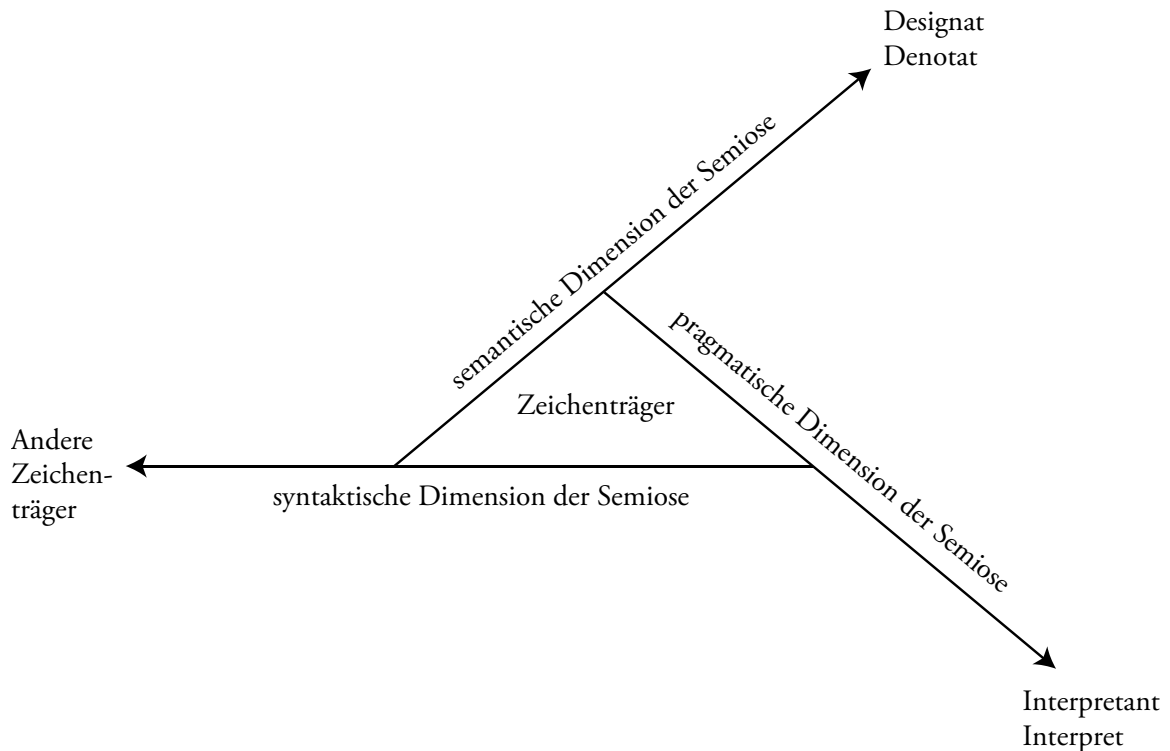 Designat
Denotat
semantische Dimension der Semiose
pragmatische Dimension der Semiose
Zeichenträger
Andere
Zeichen-
träger
syntaktische Dimension der Semiose
Interpretant
Interpret